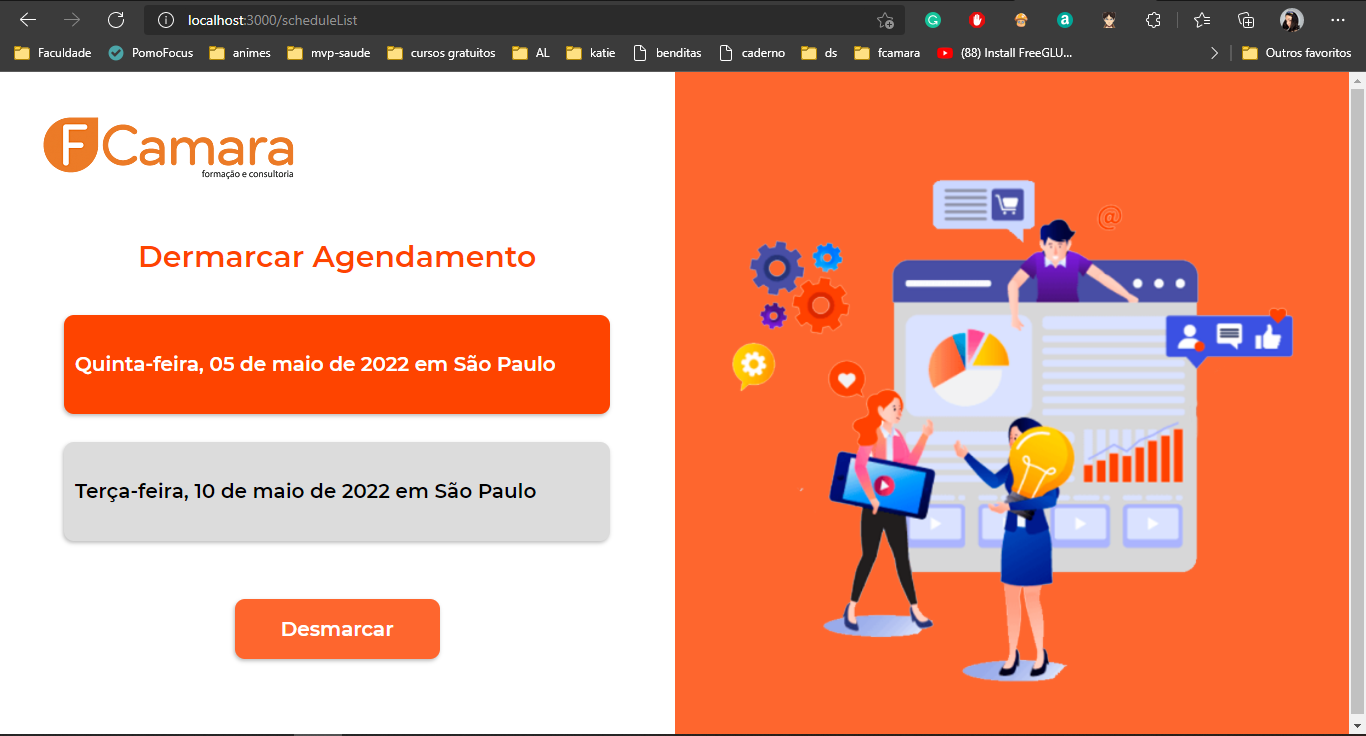 localhost:3000/scheduleList
Faculdade
PomoFocus
animes
mvp-saude
cursos gratuitos
AL
katie
benditas
caderno
ds
fcamara
(88) Install FreeGLU...
Outros favoritos
FCamara
formação e consultoria
Dermarcar Agendamento
Quinta-feira, 05 de maio de 2022 em São Paulo
Terça-feira, 10 de maio de 2022 em São Paulo
Desmarcar
@